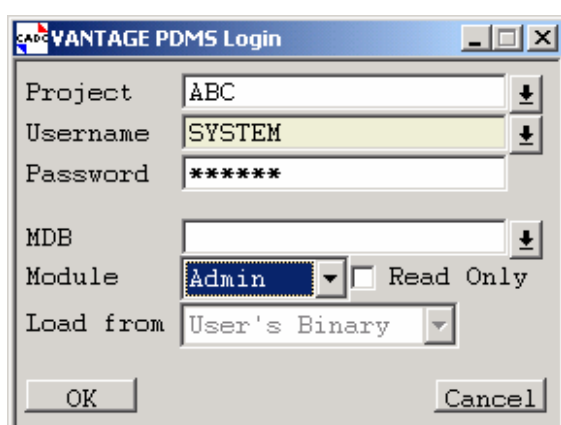 CADC VANTAGE PDMS Login
Project ABC
Username SYSTEM
Password ******
MDB
Module Admin Read Only
Load from User's Binary
OK Cancel